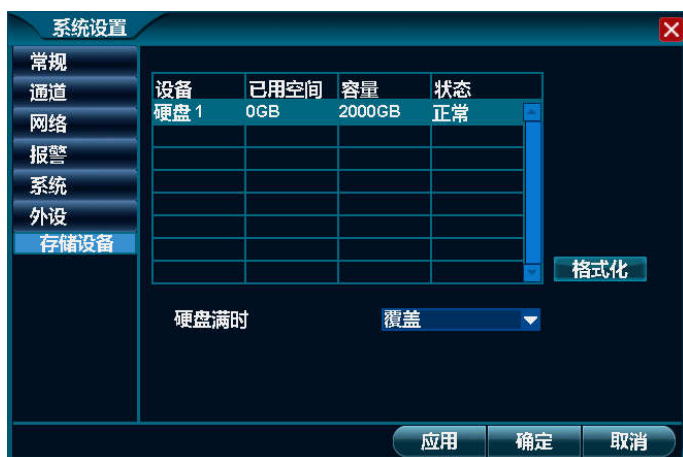 系统设置
常规
通道
网络
报警
系统
外设
存储设备
设备 已用空间 容量 状态
硬盘 1 0GB 2000GB 正常
格式化
硬盘满时 覆盖
应用 确定 取消